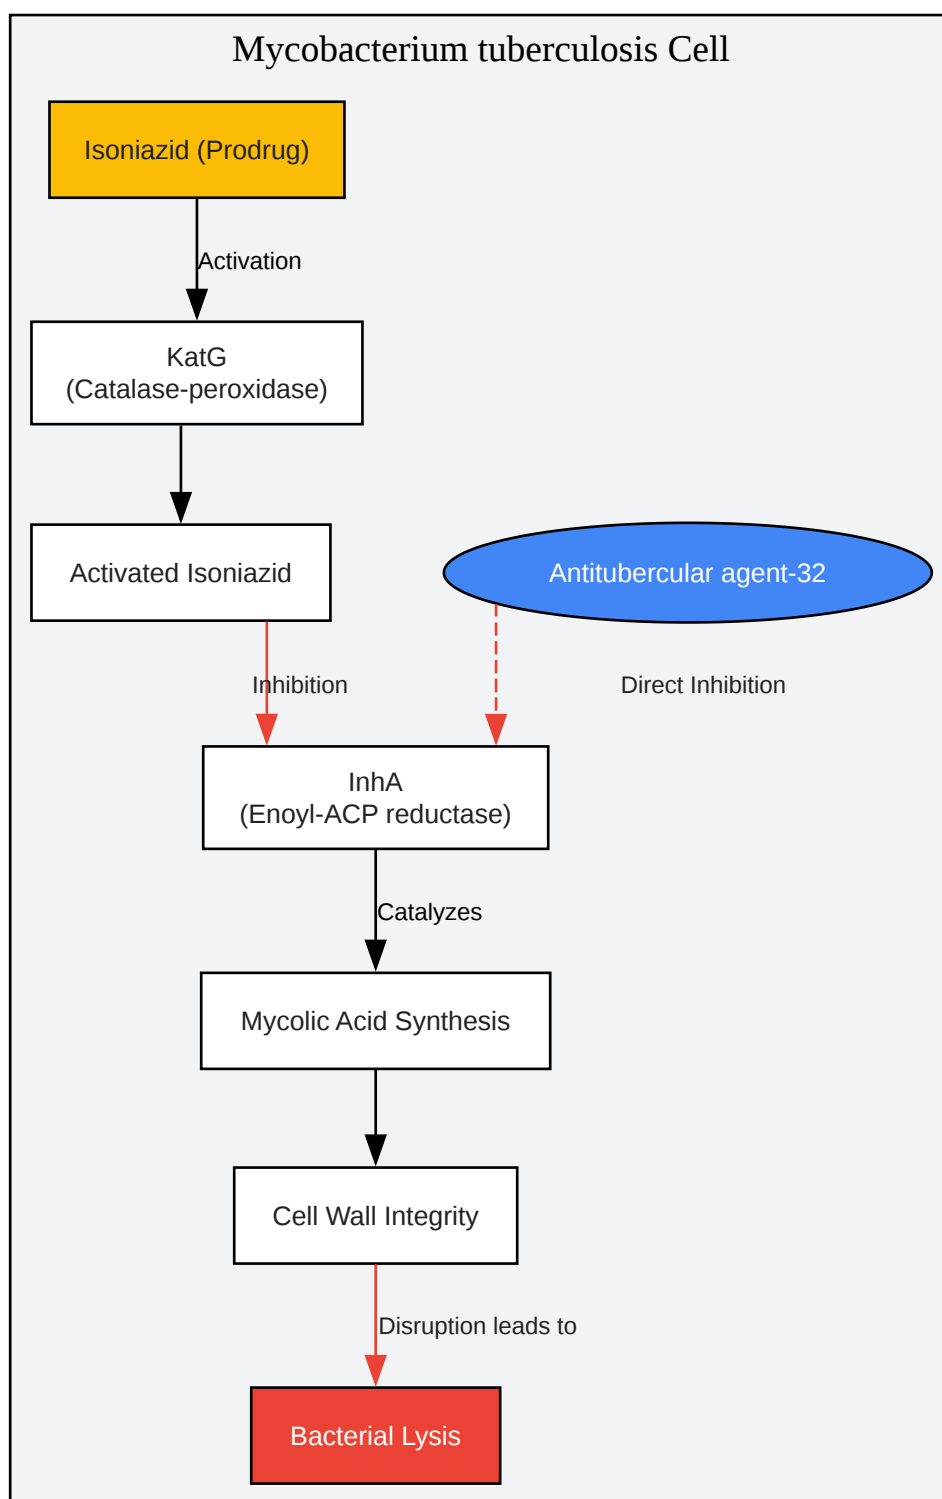 Mycobacterium tuberculosis Cell
Isoniazid (Prodrug)
Activation
KatG
(Catalase-peroxidase)
Activated Isoniazid
Antitubercular agent-32
Inhibition
Direct Inhibition
InhA
(Enoyl-ACP reductase)
Catalyzes
Mycolic Acid Synthesis
Cell Wall Integrity
Disruption leads to
Bacterial Lysis